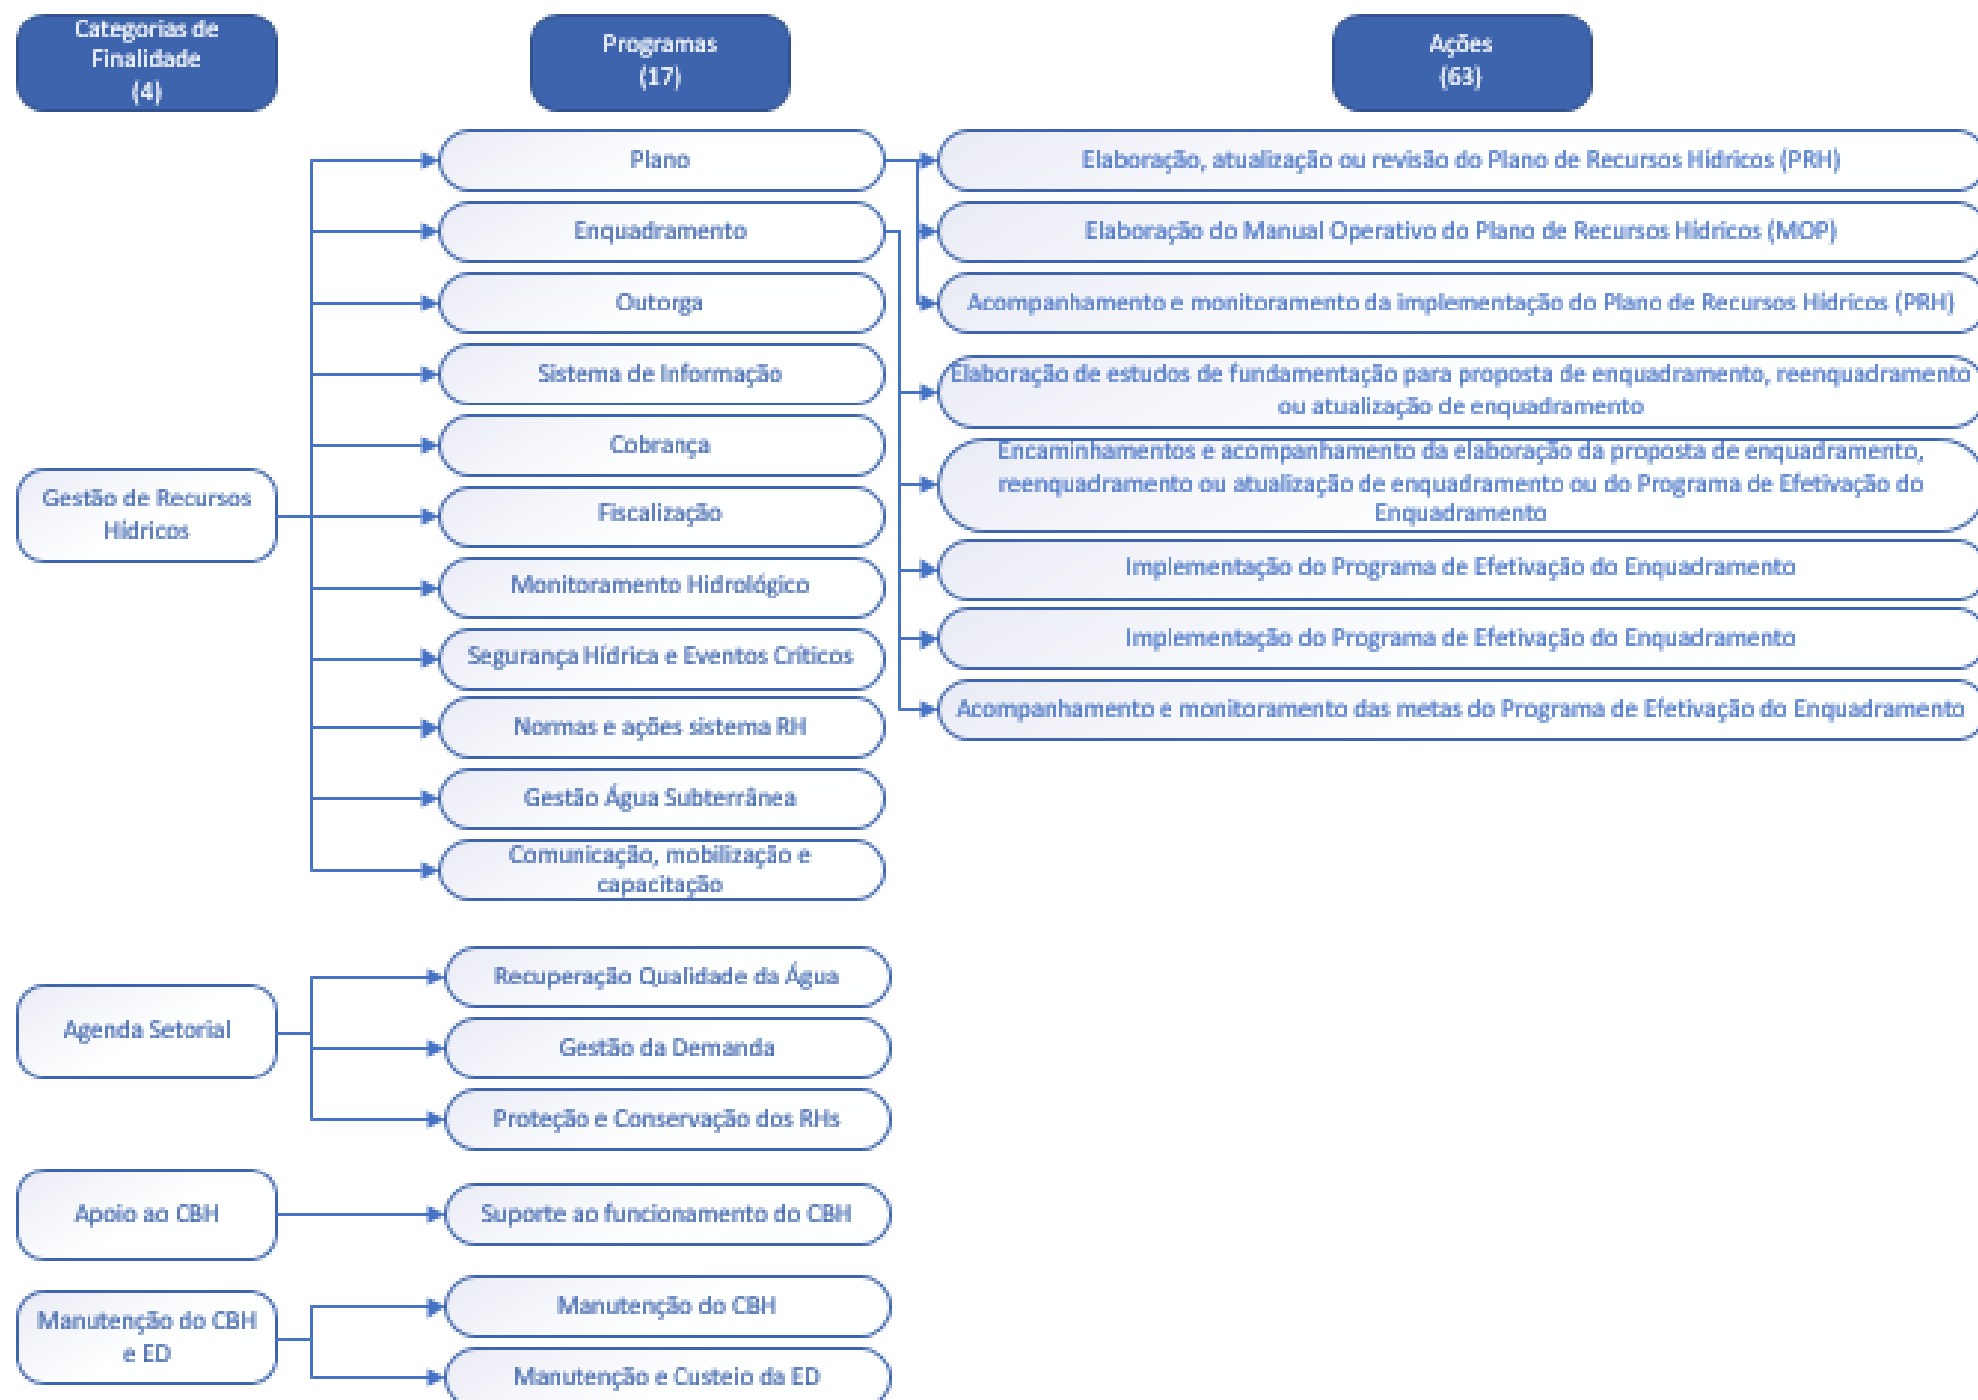 Categorias de
Finalidade
(4)
Programas
(17)
Ações
(63)
Gestão de Recursos
Hídricos
Plano
Enquadramento
Outorga
Sistema de Informação
Cobrança
Fiscalização
Monitoramento Hidrológico
Segurança Hídrica e Eventos Críticos
Normas e ações sistema RH
Gestão Água Subterrânea
Comunicação, mobilização e
capacitação
Elaboração, atualização ou revisão do Plano de Recursos Hídricos (PRH)
Elaboração do Manual Operativo do Plano de Recursos Hídricos (MOP)
Acompanhamento e monitoramento da implementação do Plano de Recursos Hídricos (PRH)
Elaboração de estudos de fundamentação para proposta de enquadramento, reenquadramento
ou atualização de enquadramento
Encaminhamentos e acompanhamento da elaboração da proposta de enquadramento,
reenquadramento ou atualização de enquadramento ou do Programa de Efetivação do
Enquadramento
Implementação do Programa de Efetivação do Enquadramento
Implementação do Programa de Efetivação do Enquadramento
Acompanhamento e monitoramento das metas do Programa de Efetivação do Enquadramento
Agenda Setorial
Recuperação Qualidade da Água
Gestão da Demanda
Proteção e Conservação dos RHs
Apoio ao CBH
Suporte ao funcionamento do CBH
Manutenção do CBH
e ED
Manutenção do CBH
Manutenção e Custeio da ED